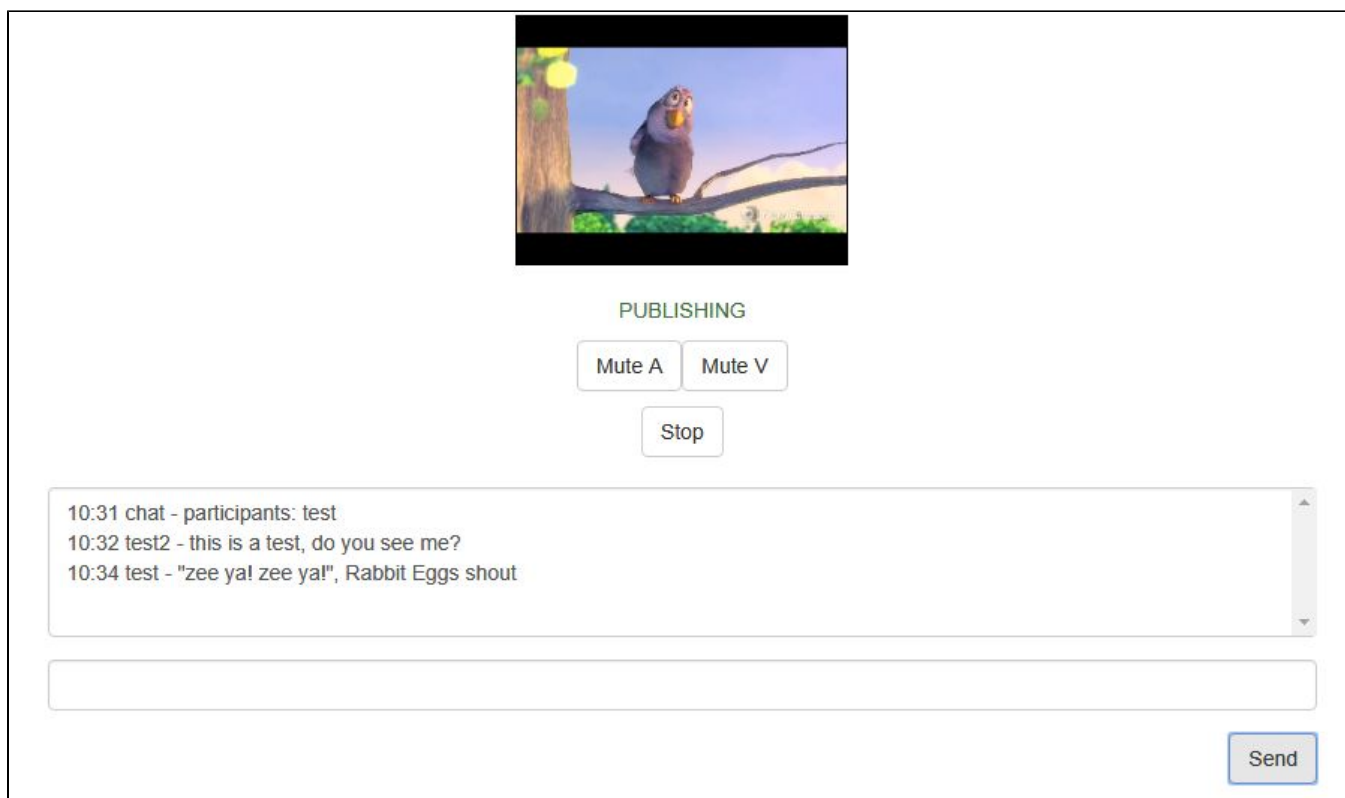 PUBLISHING
Mute A Mute V
Stop
10:31 chat - participants: test
10:32 test2 - this is a test, do you see me?
10:34 test - "zee ya! zee ya!", Rabbit Eggs shout
Send